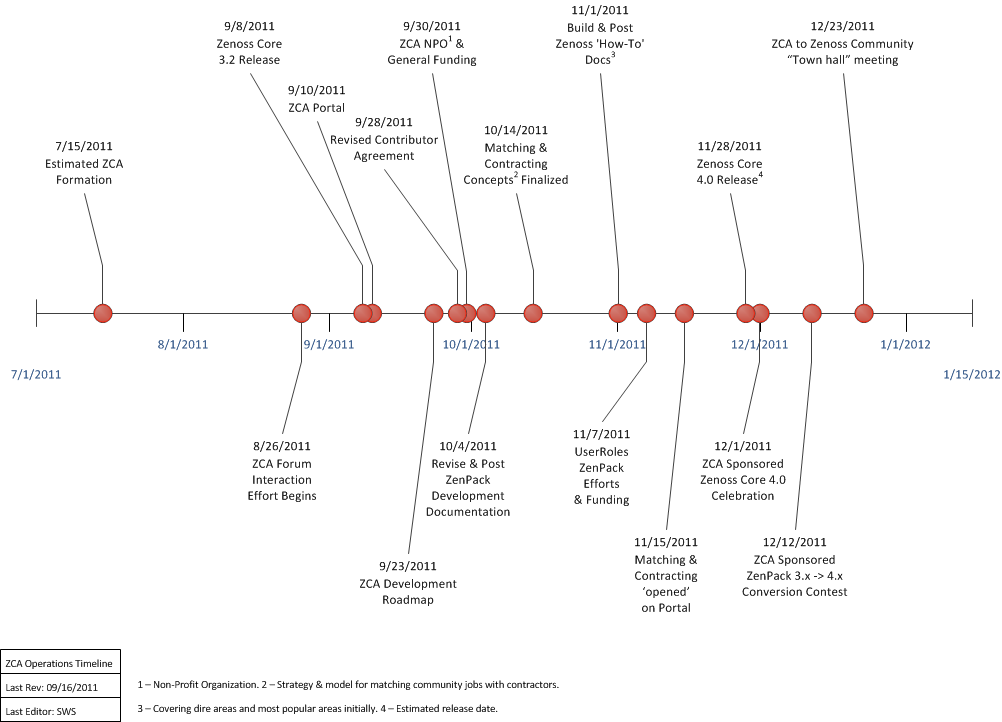 9/8/2011
Zenoss Core
3.2 Release
9/30/2011
ZCA NPO1 &
General Funding
11/1/2011
Build & Post
Zenoss 'How-To'
Docs3
12/23/2011
ZCA to Zenoss Community
“Town hall” meeting
9/10/2011
ZCA Portal
9/28/2011
Revised Contributor
Agreement
10/14/2011
Matching &
Contracting
Concepts2 Finalized
7/15/2011
Estimated ZCA
Formation
11/28/2011
Zenoss Core
4.0 Release4
8/1/2011
9/1/2011
10/1/2011
11/1/2011
12/1/2011
1/1/2012
7/1/2011
1/15/2012
8/26/2011
ZCA Forum
Interaction
Effort Begins
10/4/2011
Revise & Post
ZenPack
Development
Documentation
11/7/2011
UserRoles
ZenPack
Efforts
& Funding
12/1/2011
ZCA Sponsored
Zenoss Core 4.0
Celebration
9/23/2011
ZCA Development
Roadmap
11/15/2011
Matching &
Contracting
‘opened’
on Portal
12/12/2011
ZCA Sponsored
ZenPack 3.x -> 4.x
Conversion Contest
ZCA Operations Timeline
Last Rev: 09/16/2011
Last Editor: SWS
1 – Non-Profit Organization. 2 – Strategy & model for matching community jobs with contractors.
3 – Covering dire areas and most popular areas initially. 4 – Estimated release date.